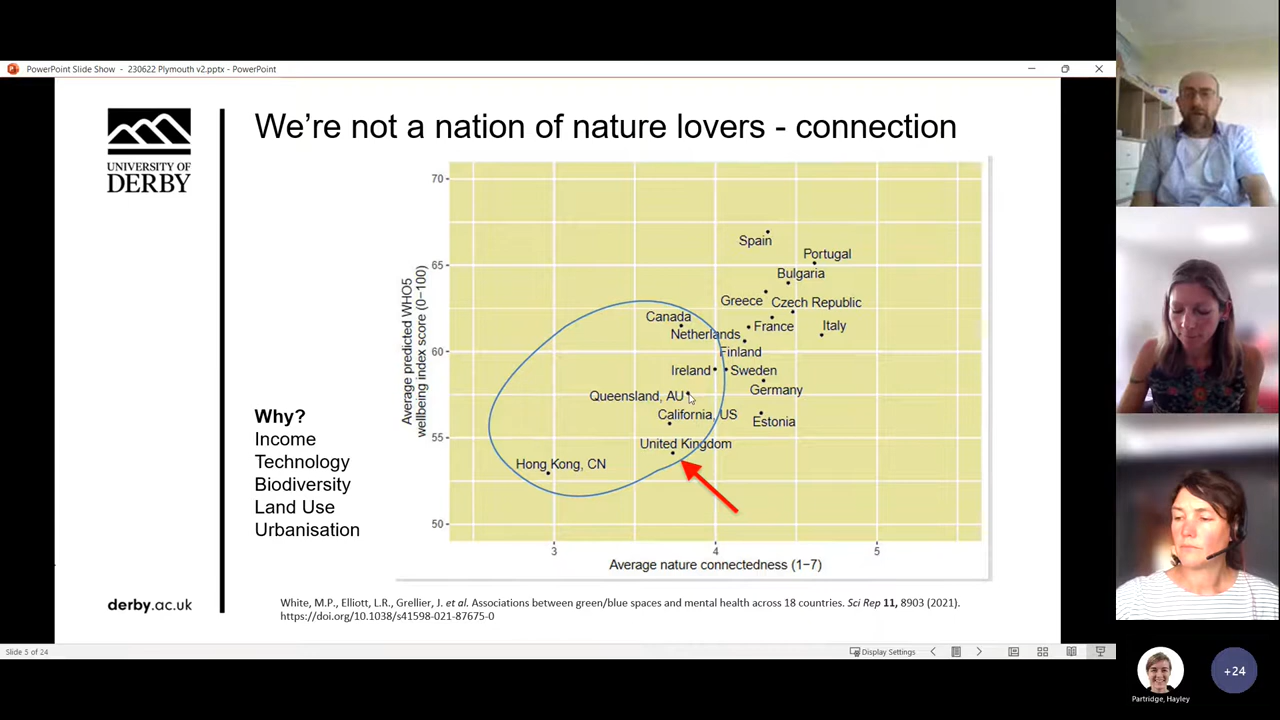 PowerPoint Slide Show - 230622 Plymouth v2.pptx - PowerPoint
UNIVERSITY OF
DERBY
We're not a nation of nature lovers - connection
Why?
Income
Technology
Biodiversity
Land Use
Urbanisation
Average predicted WHO5
wellbeing index score (0-100)
70
65
60
55
50
Spain
Portugal
Bulgaria
Greece
Czech Republic
Canada
France
Italy
Netherlands
Finland
Ireland
Sweden
Germany
Queensland, AU
California, US
Estonia
United Kingdom
Hong Kong, CN
3
4
5
Average nature connectedness (1-7)
derby.ac.uk
White, M.P., Elliott, L.R., Grellier, J. et al. Associations between green/blue spaces and mental health across 18 countries. Sci Rep 11, 8903 (2021).
https://doi.org/10.1038/s41598-021-87675-0
Slide 5 of 24
Display Settings
Partridge, Hayley
+24